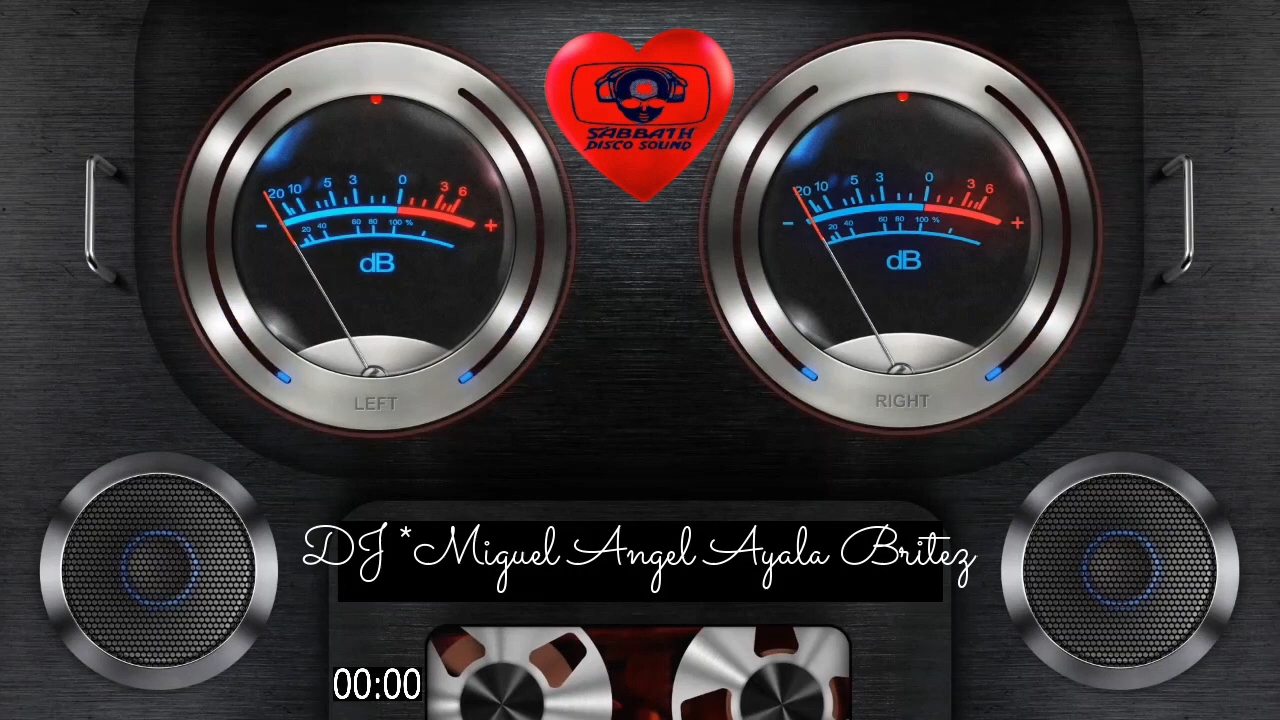 SABBATH
DISCO SOUND
20 10 5 3 0 3 6
- +
20 40 60 80 100 %
dB
LEFT
20 10 5 3 0 3 6
- +
20 40 60 80 100 %
dB
RIGHT
DJ *Miguel Angel Ayala Britez
00:00